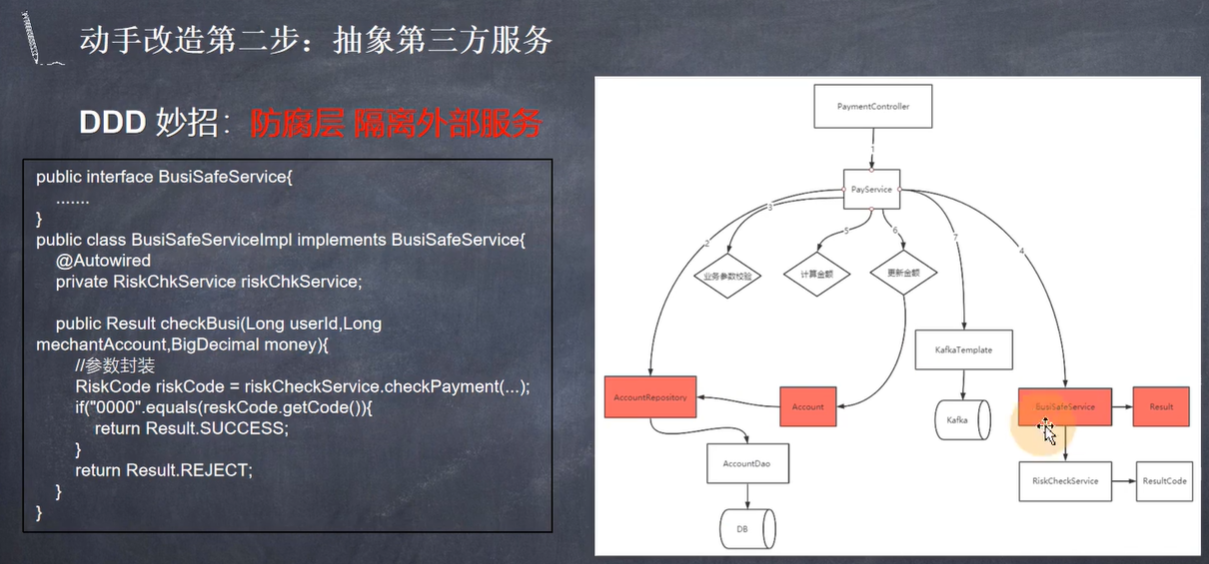 动手改造第二步：抽象第三方服务
DDD 妙招：防腐层 隔离外部服务
public interface BusiSafeService{
.......
}
public class BusiSafeServiceImpl implements BusiSafeService{
@Autowired
private RiskChkService riskChkService;
public Result checkBusi(Long userId,Long
mechantAccount,BigDecimal money){
//参数封装
RiskCode riskCode = riskCheckService.checkPayment(...);
if("0000".equals(reskCode.getCode()){
return Result.SUCCESS;
}
return Result.REJECT;
}
}
PaymentController
1
PayService
2
3
5
6
7
4
业务参数校验
计算金额
更新金额
KafkaTemplate
AccountRepository
Account
Kafka
BusiSafeService
Result
AccountDao
RiskCheckService
ResultCode
DB